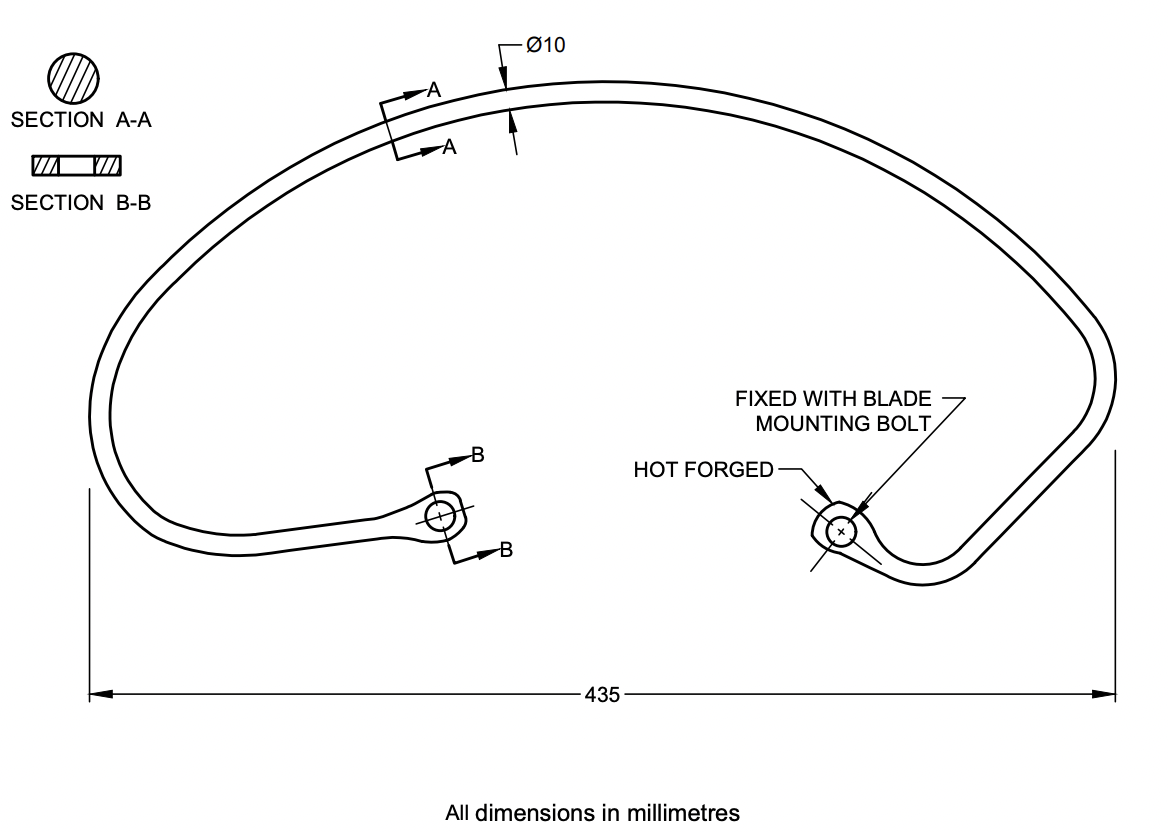 Ø10
A
A
SECTION A-A
SECTION B-B
FIXED WITH BLADE
MOUNTING BOLT
B
HOT FORGED
B
435
All dimensions in millimetres